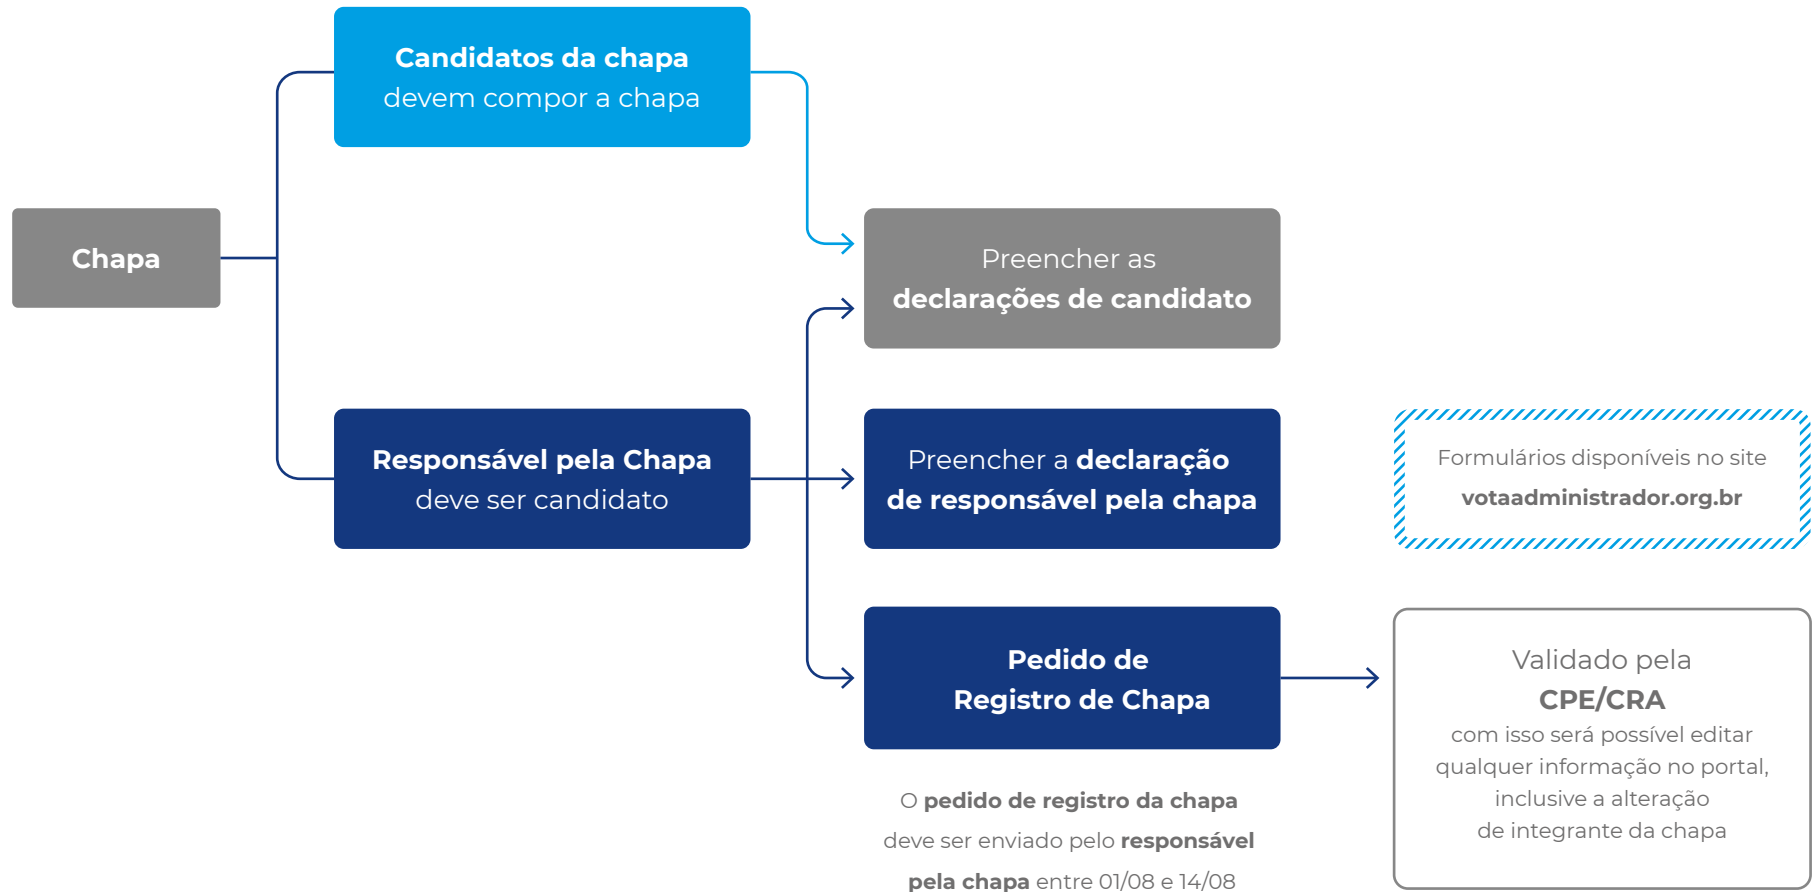 Candidatos da chapa
devem compor a chapa
Chapa
Preencher as
declarações de candidato
Responsável pela Chapa
deve ser candidato
Preencher a declaração
de responsável pela chapa
Formulários disponíveis no site
votaadministrador.org.br
Pedido de
Registro de Chapa
Validado pela
CPE/CRA
com isso será possível editar
qualquer informação no portal,
inclusive a alteração
de integrante da chapa
O pedido de registro da chapa
deve ser enviado pelo responsável
pela chapa entre 01/08 e 14/08